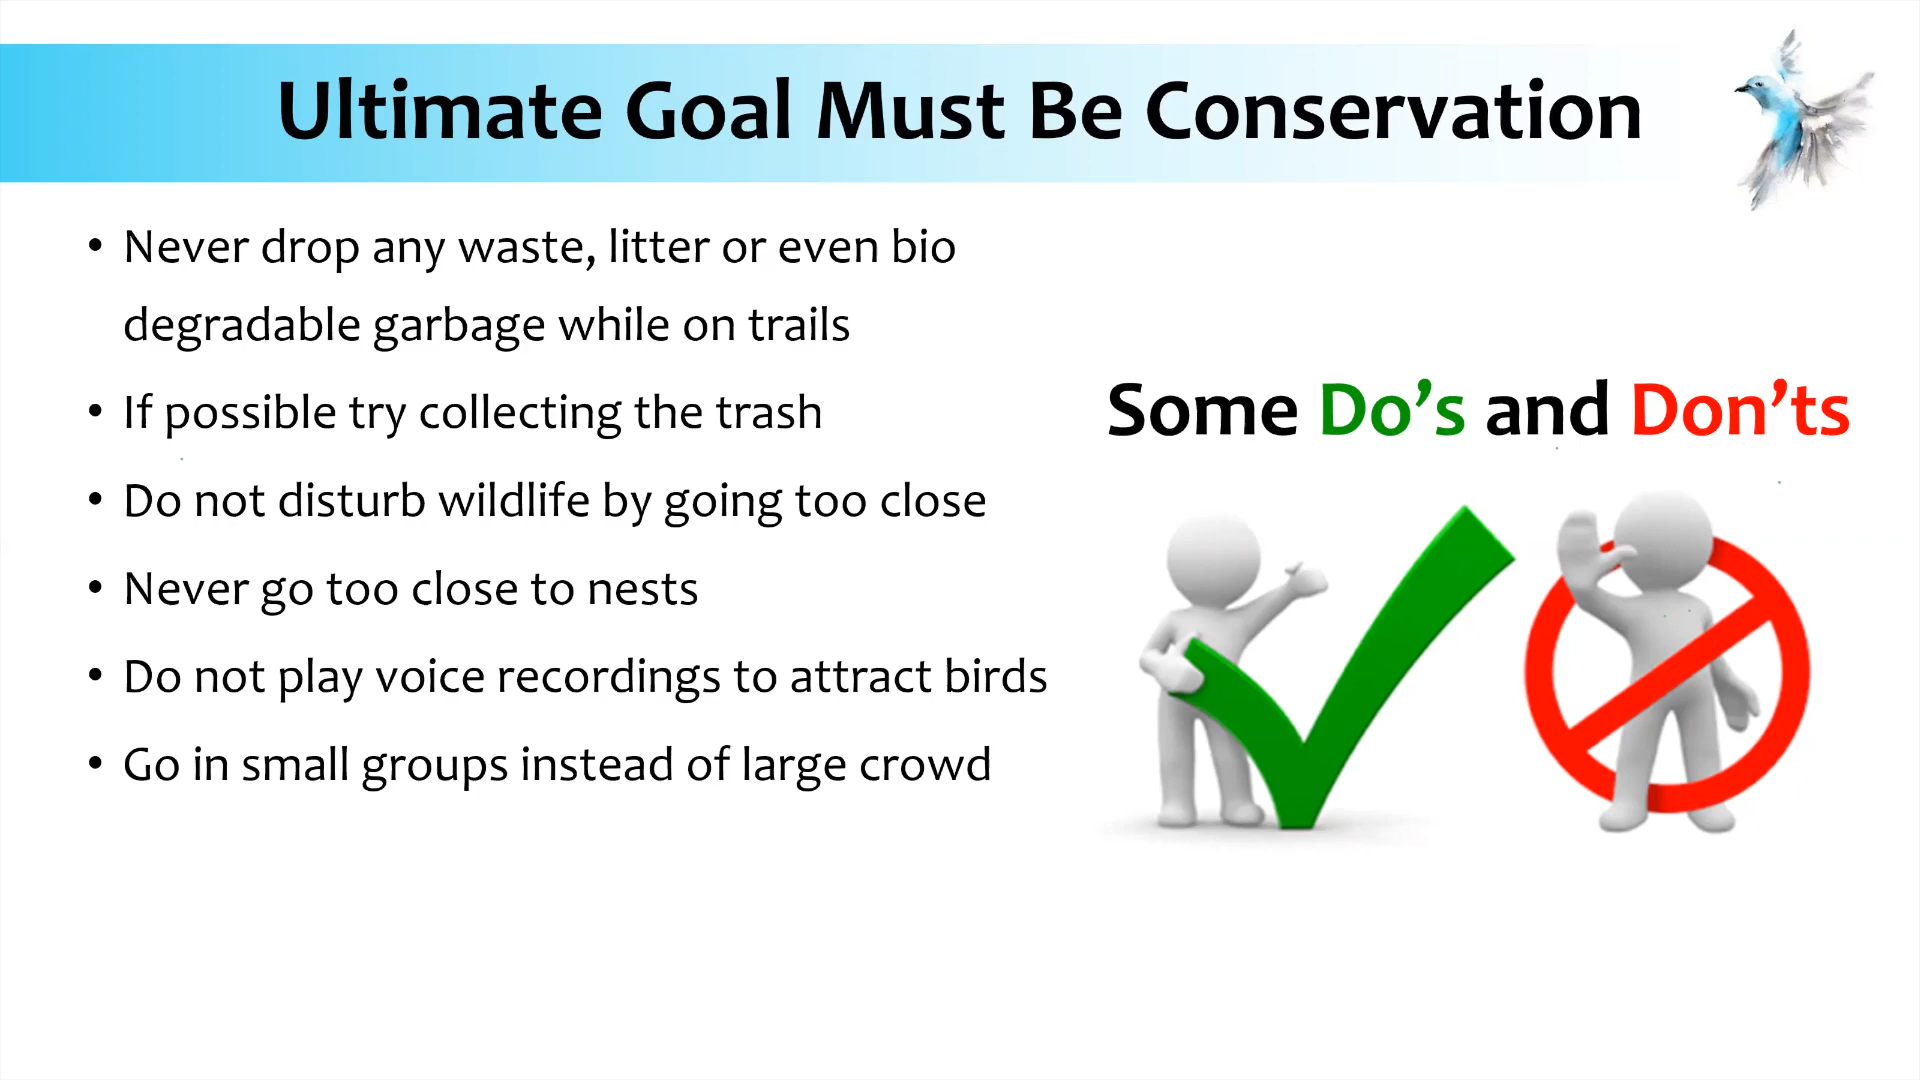 Ultimate Goal Must Be Conservation
• Never drop any waste, litter or even bio
degradable garbage while on trails
• If possible try collecting the trash
• Do not disturb wildlife by going too close
• Never go too close to nests
• Do not play voice recordings to attract birds
• Go in small groups instead of large crowd
Some Do’s and Don’ts